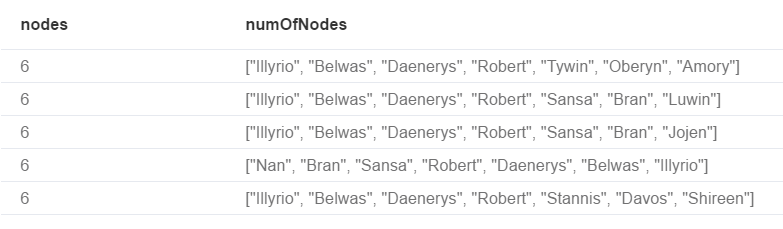 nodes numOfNodes
6 ["Illyrio", "Belwas", "Daenerys", "Robert", "Tywin", "Oberyn", "Amory"]
6 ["Illyrio", "Belwas", "Daenerys", "Robert", "Sansa", "Bran", "Luwin"]
6 ["Illyrio", "Belwas", "Daenerys", "Robert", "Sansa", "Bran", "Jojen"]
6 ["Nan", "Bran", "Sansa", "Robert", "Daenerys", "Belwas", "Illyrio"]
6 ["Illyrio", "Belwas", "Daenerys", "Robert", "Stannis", "Davos", "Shireen"]